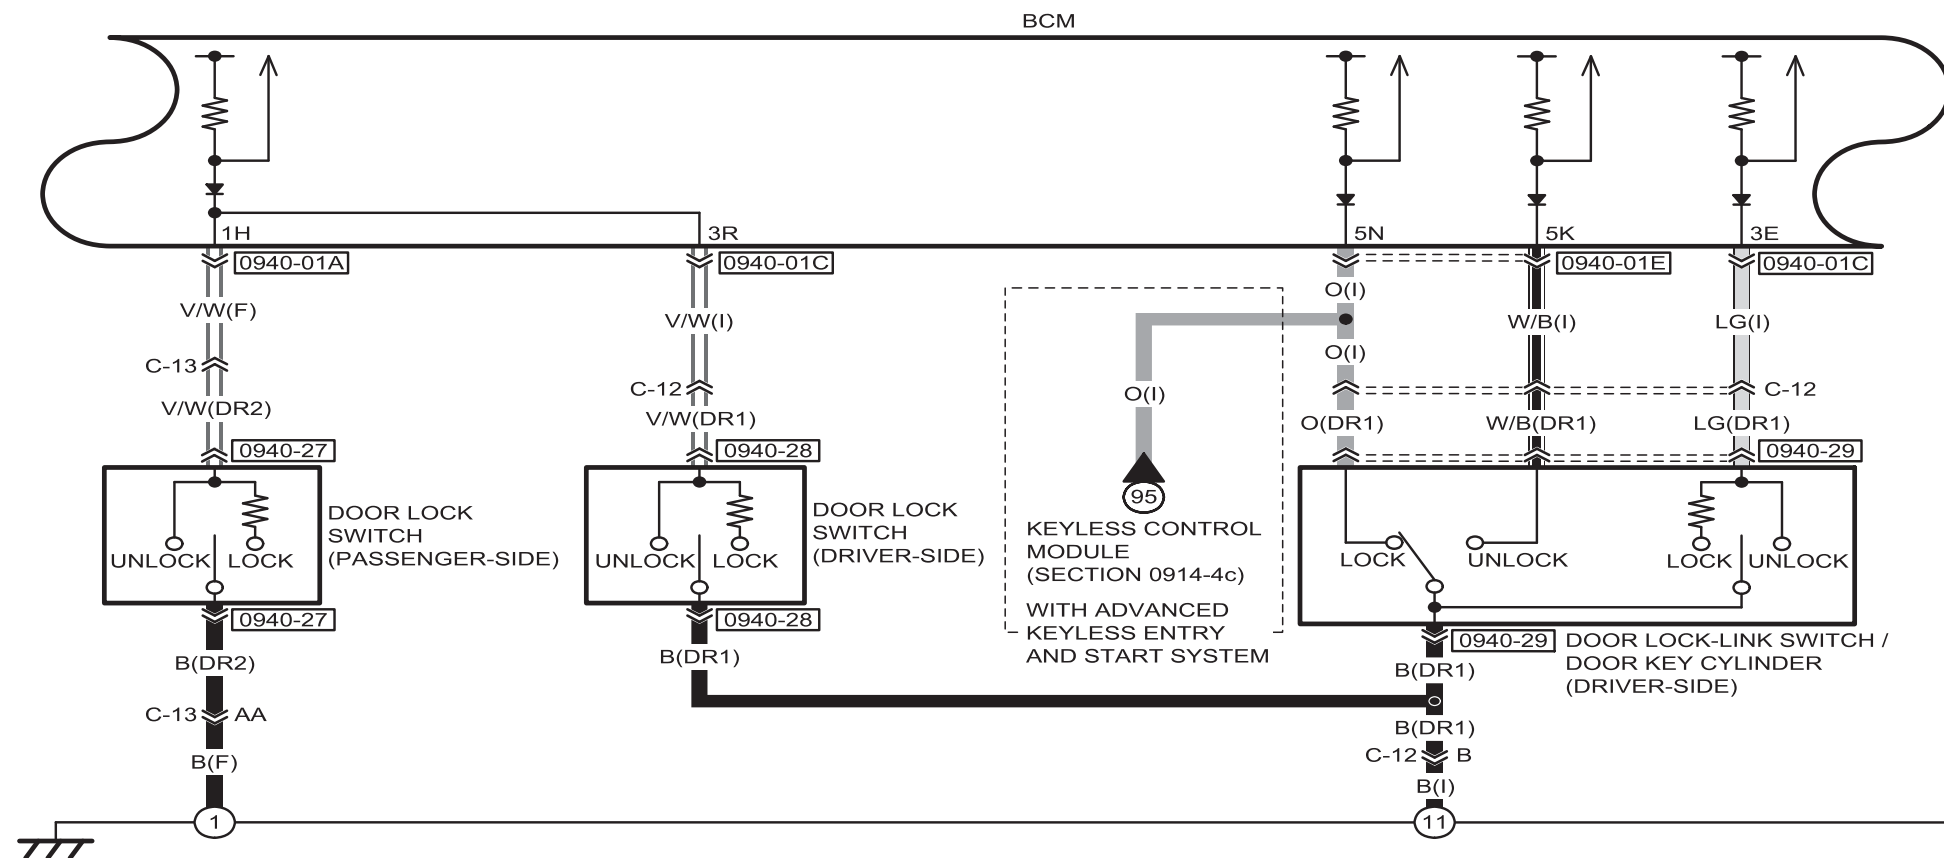 BCM
1H
3R
5N
5K
3E
0940-01A
0940-01C
0940-01E
0940-01C
O(I)
V/W(F)
V/W(I)
W/B(I)
LG(I)
O(I)
C-13
C-12
O(I)
C-12
V/W(DR2)
V/W(DR1)
O(DR1)
W/B(DR1)
LG(DR1)
0940-27
0940-28
0940-29
95
UNLOCK
LOCK
DOOR LOCK
SWITCH
(PASSENGER-SIDE)
UNLOCK
LOCK
DOOR LOCK
SWITCH
(DRIVER-SIDE)
KEYLESS CONTROL
MODULE
(SECTION 0914-4c)
WITH ADVANCED
KEYLESS ENTRY
AND START SYSTEM
LOCK
UNLOCK
LOCK
UNLOCK
0940-27
0940-28
0940-29
DOOR LOCK-LINK SWITCH /
DOOR KEY CYLINDER
(DRIVER-SIDE)
B(DR2)
B(DR1)
B(DR1)
C-13
AA
B(DR1)
C-12
B
B(F)
B(I)
1
11